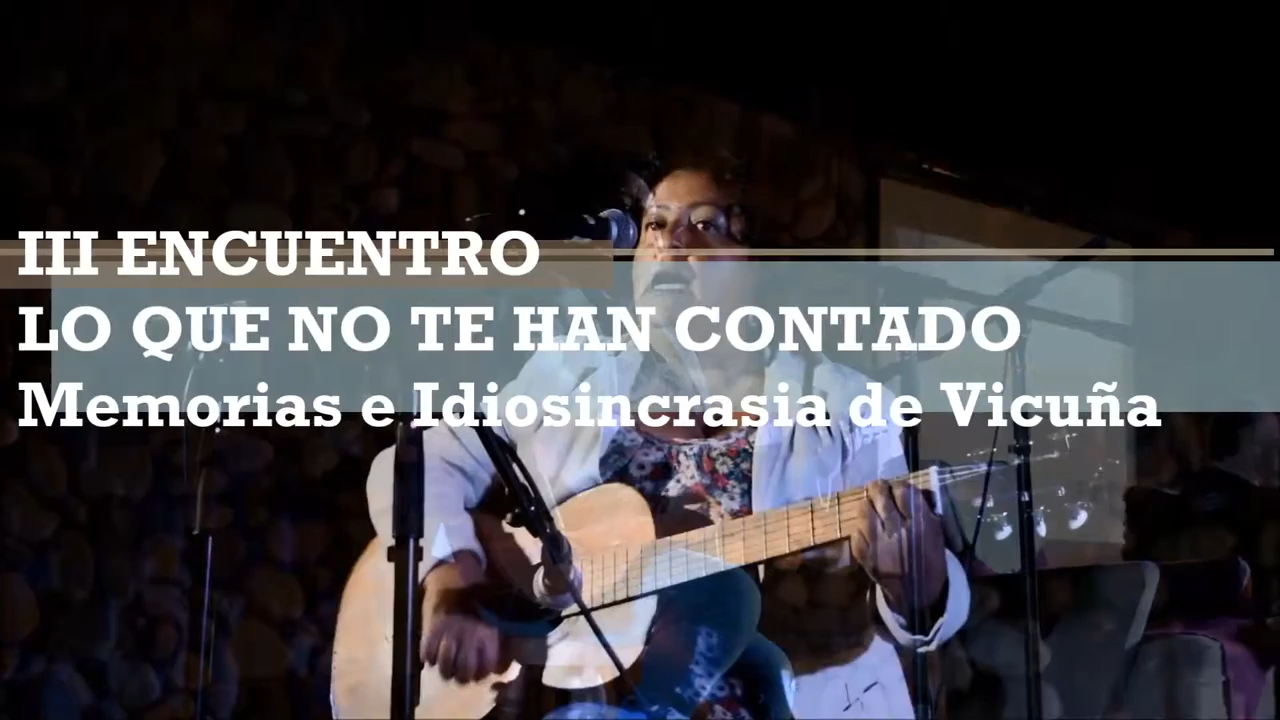 III ENCUENTRO
LO QUE NO TE HAN CONTADO
Memorias e Idiosincrasia de Vicuña